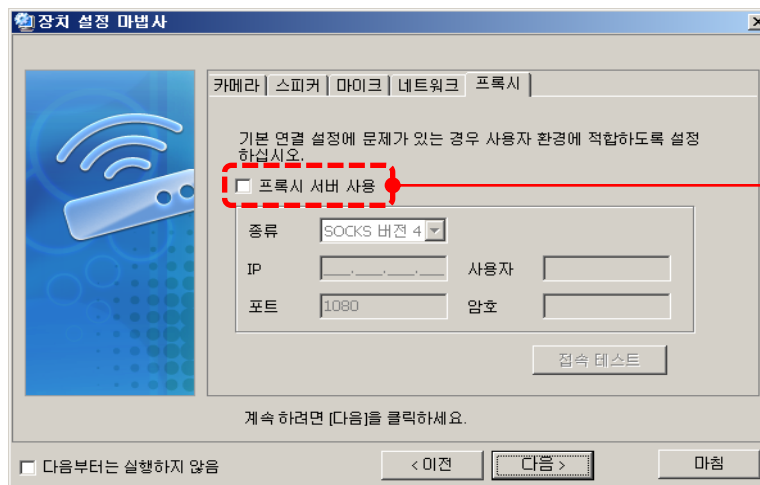 장치 설정 마법사
카메라 스피커 마이크 네트워크 프록시
기본 연결 설정에 문제가 있는 경우 사용자 환경에 적합하도록 설정
하십시오.
프록시 서버 사용
종류 SOCKS 버전 4
IP ___.___.___.___ 사용자
포트 1080 암호
접속 테스트
계속 하려면 [다음]을 클릭하세요.
다음부터는 실행하지 않음 < 이전 다음 > 마침